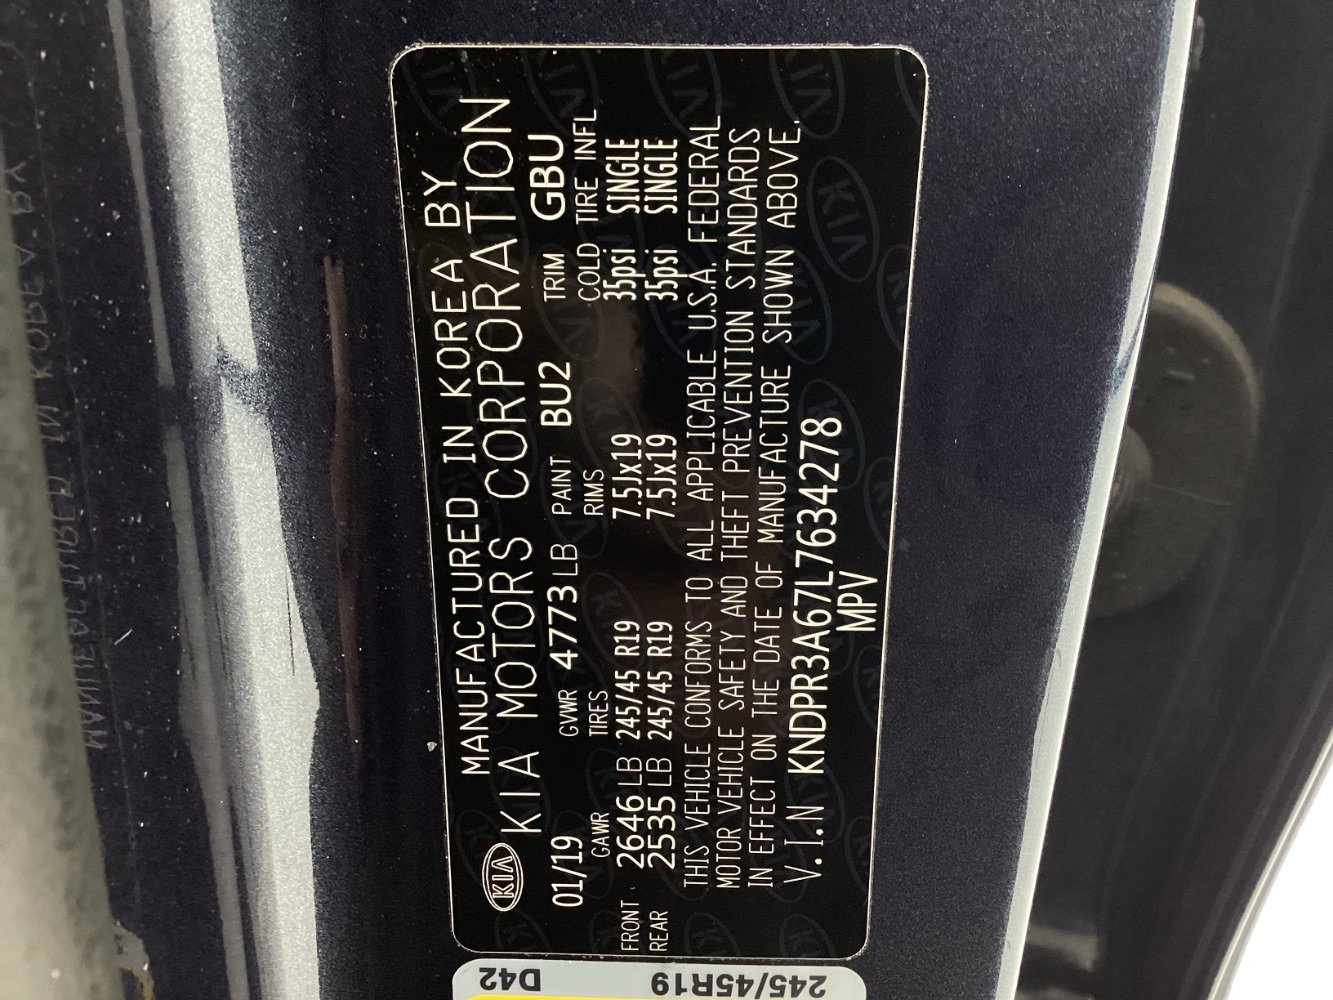 MANUFACTURED IN KOREA BY
KIA KIA MOTORS CORPORATION
01/19 GVWR 4773LB PAINT BU2 TRIM GBU
GAWR TIRES RIMS COLD TIRE INFL
FRONT 2646LB 245/45 R19 7.5Jx19 35psi SINGLE
REAR 2535LB 245/45 R19 7.5Jx19 35psi SINGLE
THIS VEHICLE CONFORMS TO ALL APPLICABLE U.S.A. FEDERAL
MOTOR VEHICLE SAFETY AND THEFT PREVENTION STANDARDS
IN EFFECT ON THE DATE OF MANUFACTURE SHOWN ABOVE.
V.I.N KNDPR3A67L7634278
MPV
D42
245/45R19